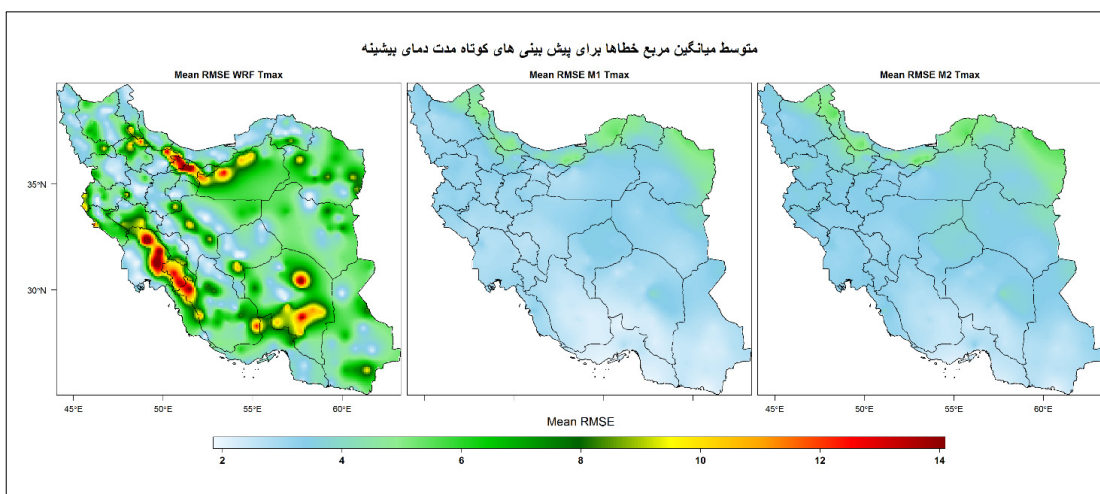 متوسط میانگین مربع خطاها برای پیش بینی های کوتاه مدت دمای بیشینه
Mean RMSE WRF Tmax
Mean RMSE M1 Tmax
Mean RMSE M2 Tmax
35°N
30°N
45°E 50°E 55°E 60°E
45°E 50°E 55°E 60°E
Mean RMSE
2 4 6 8 10 12 14